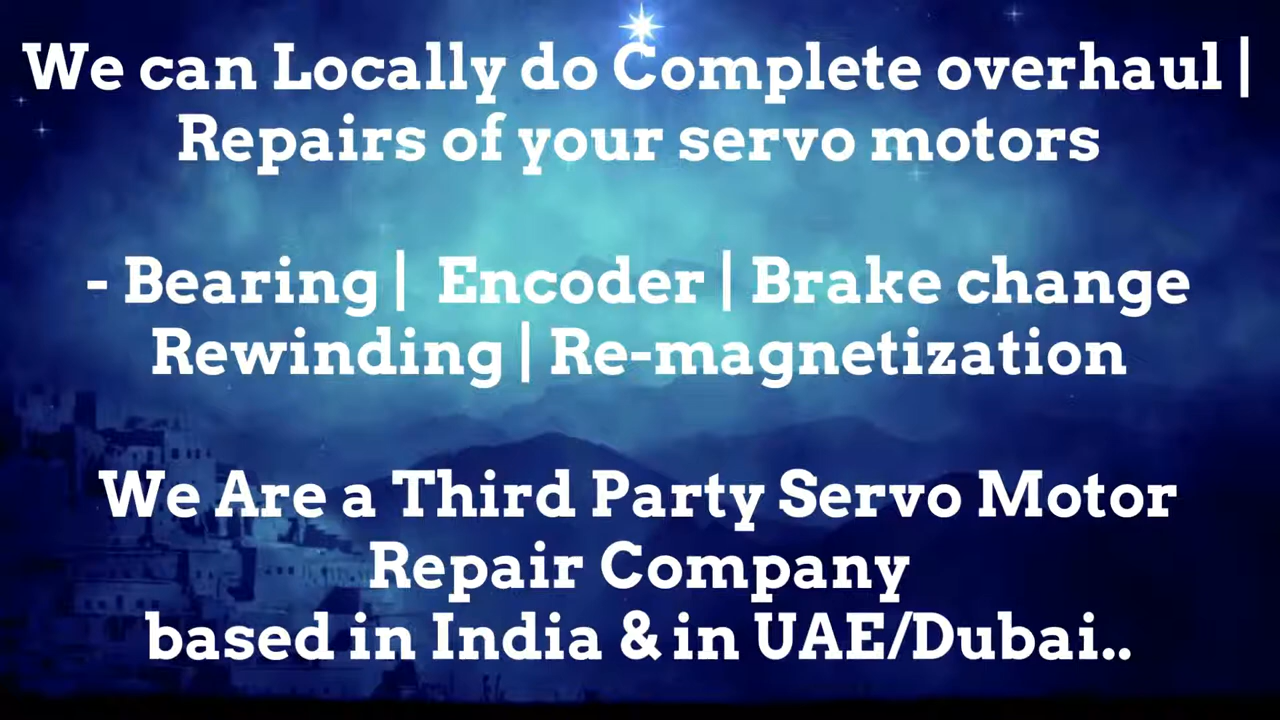 We can Locally do Complete overhaul |
Repairs of your servo motors
- Bearing | Encoder | Brake change
Rewinding | Re-magnetization
We Are a Third Party Servo Motor
Repair Company
based in India & in UAE/Dubai..